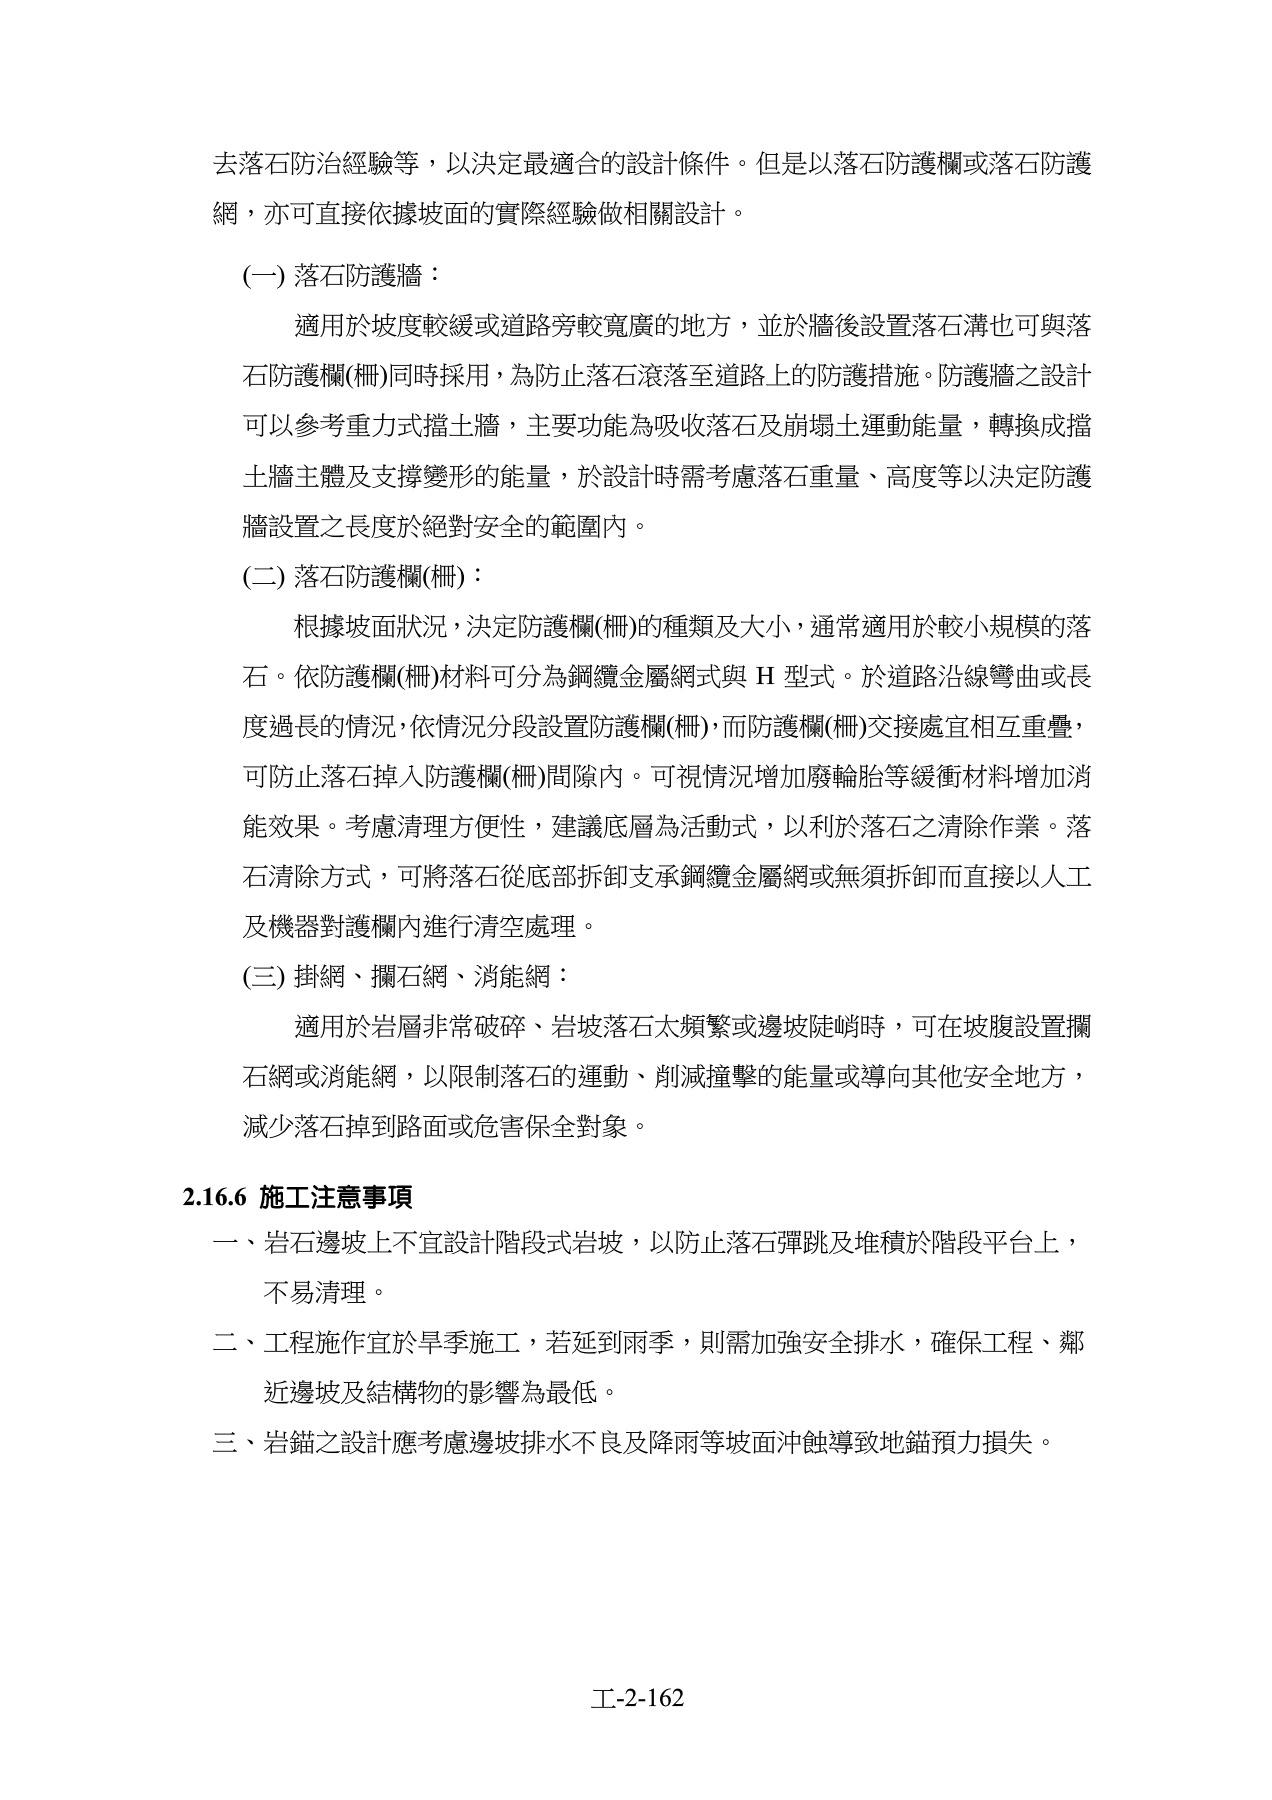 去落石防治經驗等，以決定最適合的設計條件。但是以落石防護欄或落石防護
網，亦可直接依據坡面的實際經驗做相關設計。
(一) 落石防護牆：
適用於坡度較緩或道路旁較寬廣的地方，並於牆後設置落石溝也可與落
石防護欄(柵)同時採用，為防止落石滾落至道路上的防護措施。防護牆之設計
可以參考重力式擋土牆，主要功能為吸收落石及崩塌土運動能量，轉換成擋
土牆主體及支撐變形的能量，於設計時需考慮落石重量、高度等以決定防護
牆設置之長度於絕對安全的範圍內。
(二) 落石防護欄(柵)：
根據坡面狀況，決定防護欄(柵)的種類及大小，通常適用於較小規模的落
石。依防護欄(柵)材料可分為鋼纜金屬網式與 H 型式。於道路沿線彎曲或長
度過長的情況，依情況分段設置防護欄(柵)，而防護欄(柵)交接處宜相互重疊，
可防止落石掉入防護欄(柵)間隙內。可視情況增加廢輪胎等緩衝材料增加消
能效果。考慮清理方便性，建議底層為活動式，以利於落石之清除作業。落
石清除方式，可將落石從底部拆卸支承鋼纜金屬網或無須拆卸而直接以人工
及機器對護欄內進行清空處理。
(三) 掛網、攔石網、消能網：
適用於岩層非常破碎、岩坡落石太頻繁或邊坡陡峭時，可在坡腹設置攔
石網或消能網，以限制落石的運動、削減撞擊的能量或導向其他安全地方，
減少落石掉到路面或危害保全對象。
2.16.6 施工注意事項
一、岩石邊坡上不宜設計階段式岩坡，以防止落石彈跳及堆積於階段平台上，
不易清理。
二、工程施作宜於旱季施工，若延到雨季，則需加強安全排水，確保工程、鄰
近邊坡及結構物的影響為最低。
三、岩錨之設計應考慮邊坡排水不良及降雨等坡面沖蝕導致地錨預力損失。
工-2-162